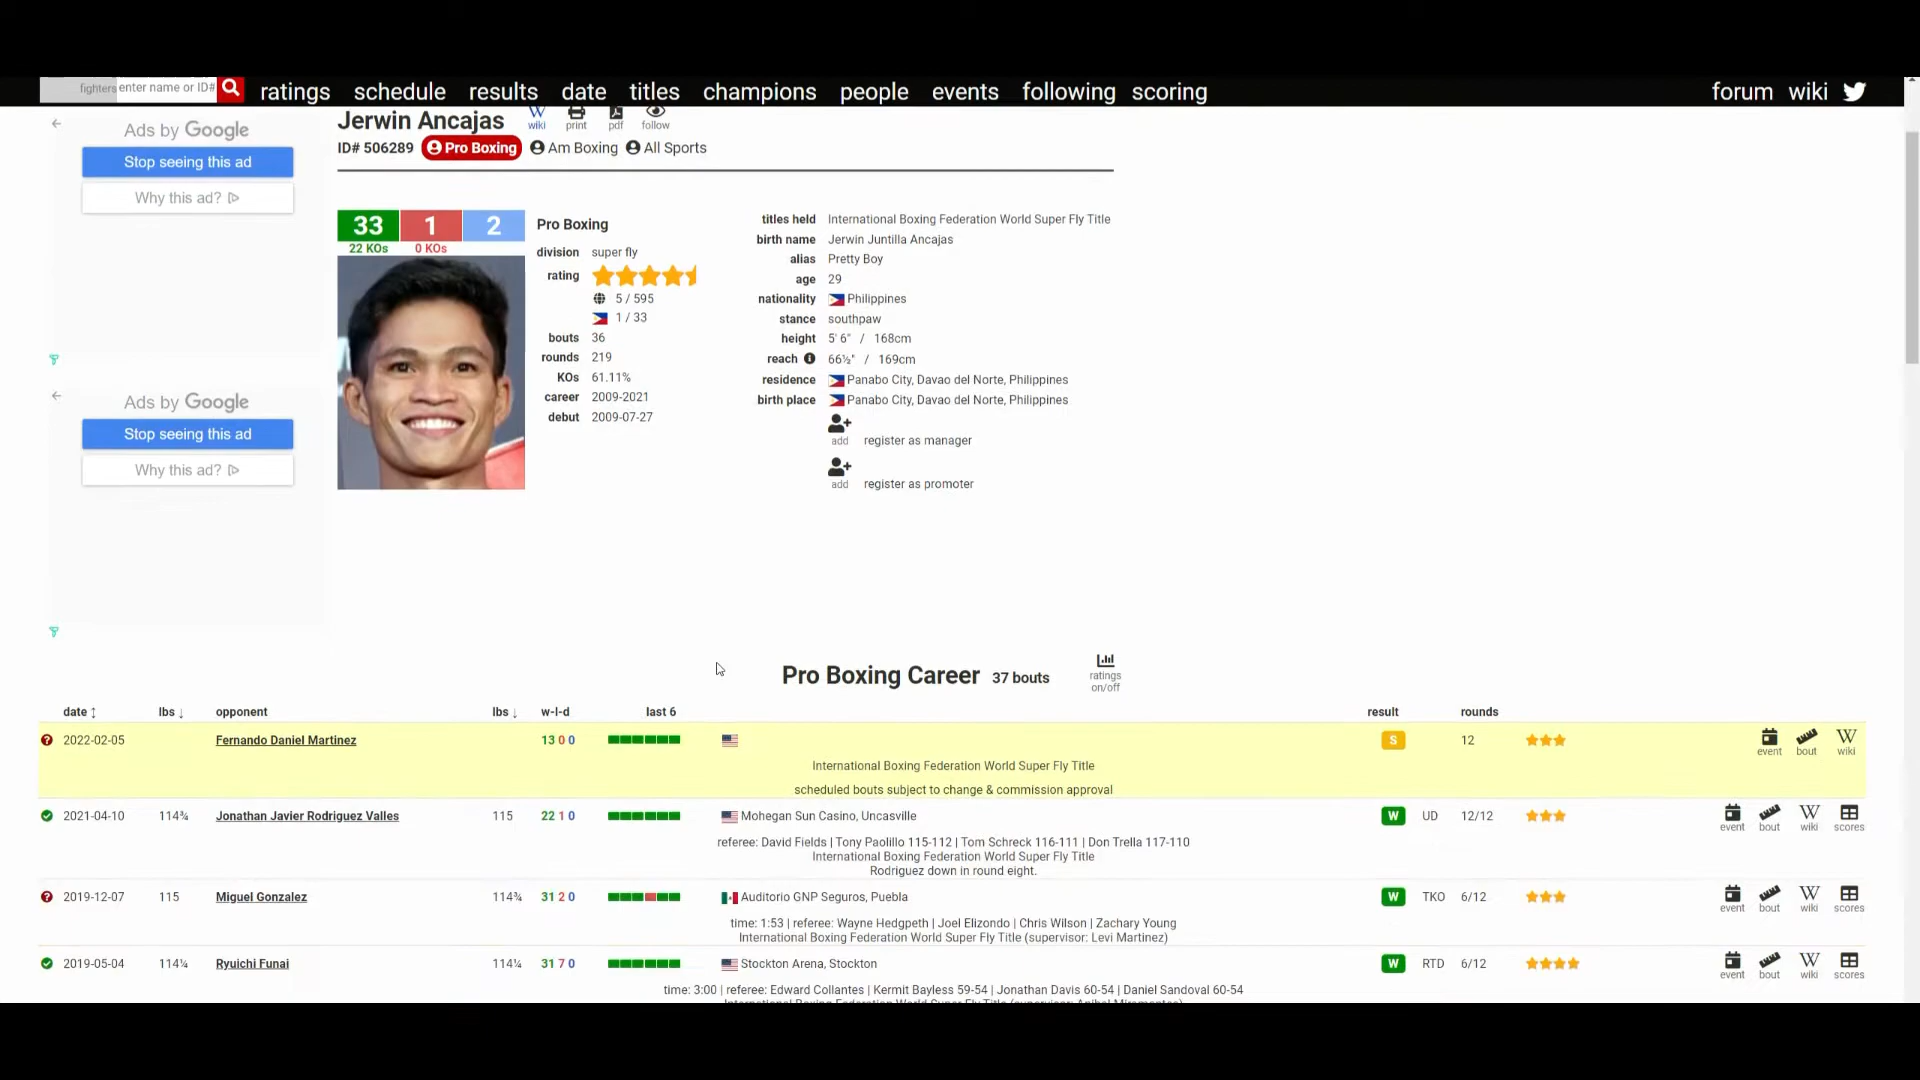 fighters enter name or ID# ratings schedule results date titles champions people events following scoring forum wiki
Jerwin Ancajas wiki print pdf follow
ID# 506289 Pro Boxing Am Boxing All Sports
Ads by Google
Stop seeing this ad
Why this ad?
Ads by Google
Stop seeing this ad
Why this ad?
33 1 2
22 KOs 0 KOs
Pro Boxing
division super fly
rating
5 / 595
1 / 33
bouts 36
rounds 219
KOs 61.11%
career 2009-2021
debut 2009-07-27
titles held International Boxing Federation World Super Fly Title
birth name Jerwin Juntilla Ancajas
alias Pretty Boy
age 29
nationality Philippines
stance southpaw
height 5' 6" / 168cm
reach 66½" / 169cm
residence Panabo City, Davao del Norte, Philippines
birth place Panabo City, Davao del Norte, Philippines
add register as manager
add register as promoter
Pro Boxing Career 37 bouts
ratings
on/off
date lbs opponent lbs w-l-d last 6 result rounds
2022-02-05 Fernando Daniel Martinez 13 0 0 S 12 event bout wiki
International Boxing Federation World Super Fly Title
scheduled bouts subject to change & commission approval
2021-04-10 114¾ Jonathan Javier Rodriguez Valles 115 22 1 0 Mohegan Sun Casino, Uncasville W UD 12/12 event bout wiki scores
referee: David Fields | Tony Paolillo 115-112 | Tom Schreck 116-111 | Don Trella 117-110
International Boxing Federation World Super Fly Title
Rodriguez down in round eight.
2019-12-07 115 Miguel Gonzalez 114¾ 31 2 0 Auditorio GNP Seguros, Puebla W TKO 6/12 event bout wiki scores
time: 1:53 | referee: Wayne Hedgpeth | Joel Elizondo | Chris Wilson | Zachary Young
International Boxing Federation World Super Fly Title (supervisor: Levi Martinez)
2019-05-04 114¼ Ryuichi Funai 114¼ 31 7 0 Stockton Arena, Stockton W RTD 6/12 event bout wiki scores
time: 3:00 | referee: Edward Collantes | Kermit Bayless 59-54 | Jonathan Davis 60-54 | Daniel Sandoval 60-54
International Boxing Federation World Super Fly Title (supervisor: Anibal Miramontes)